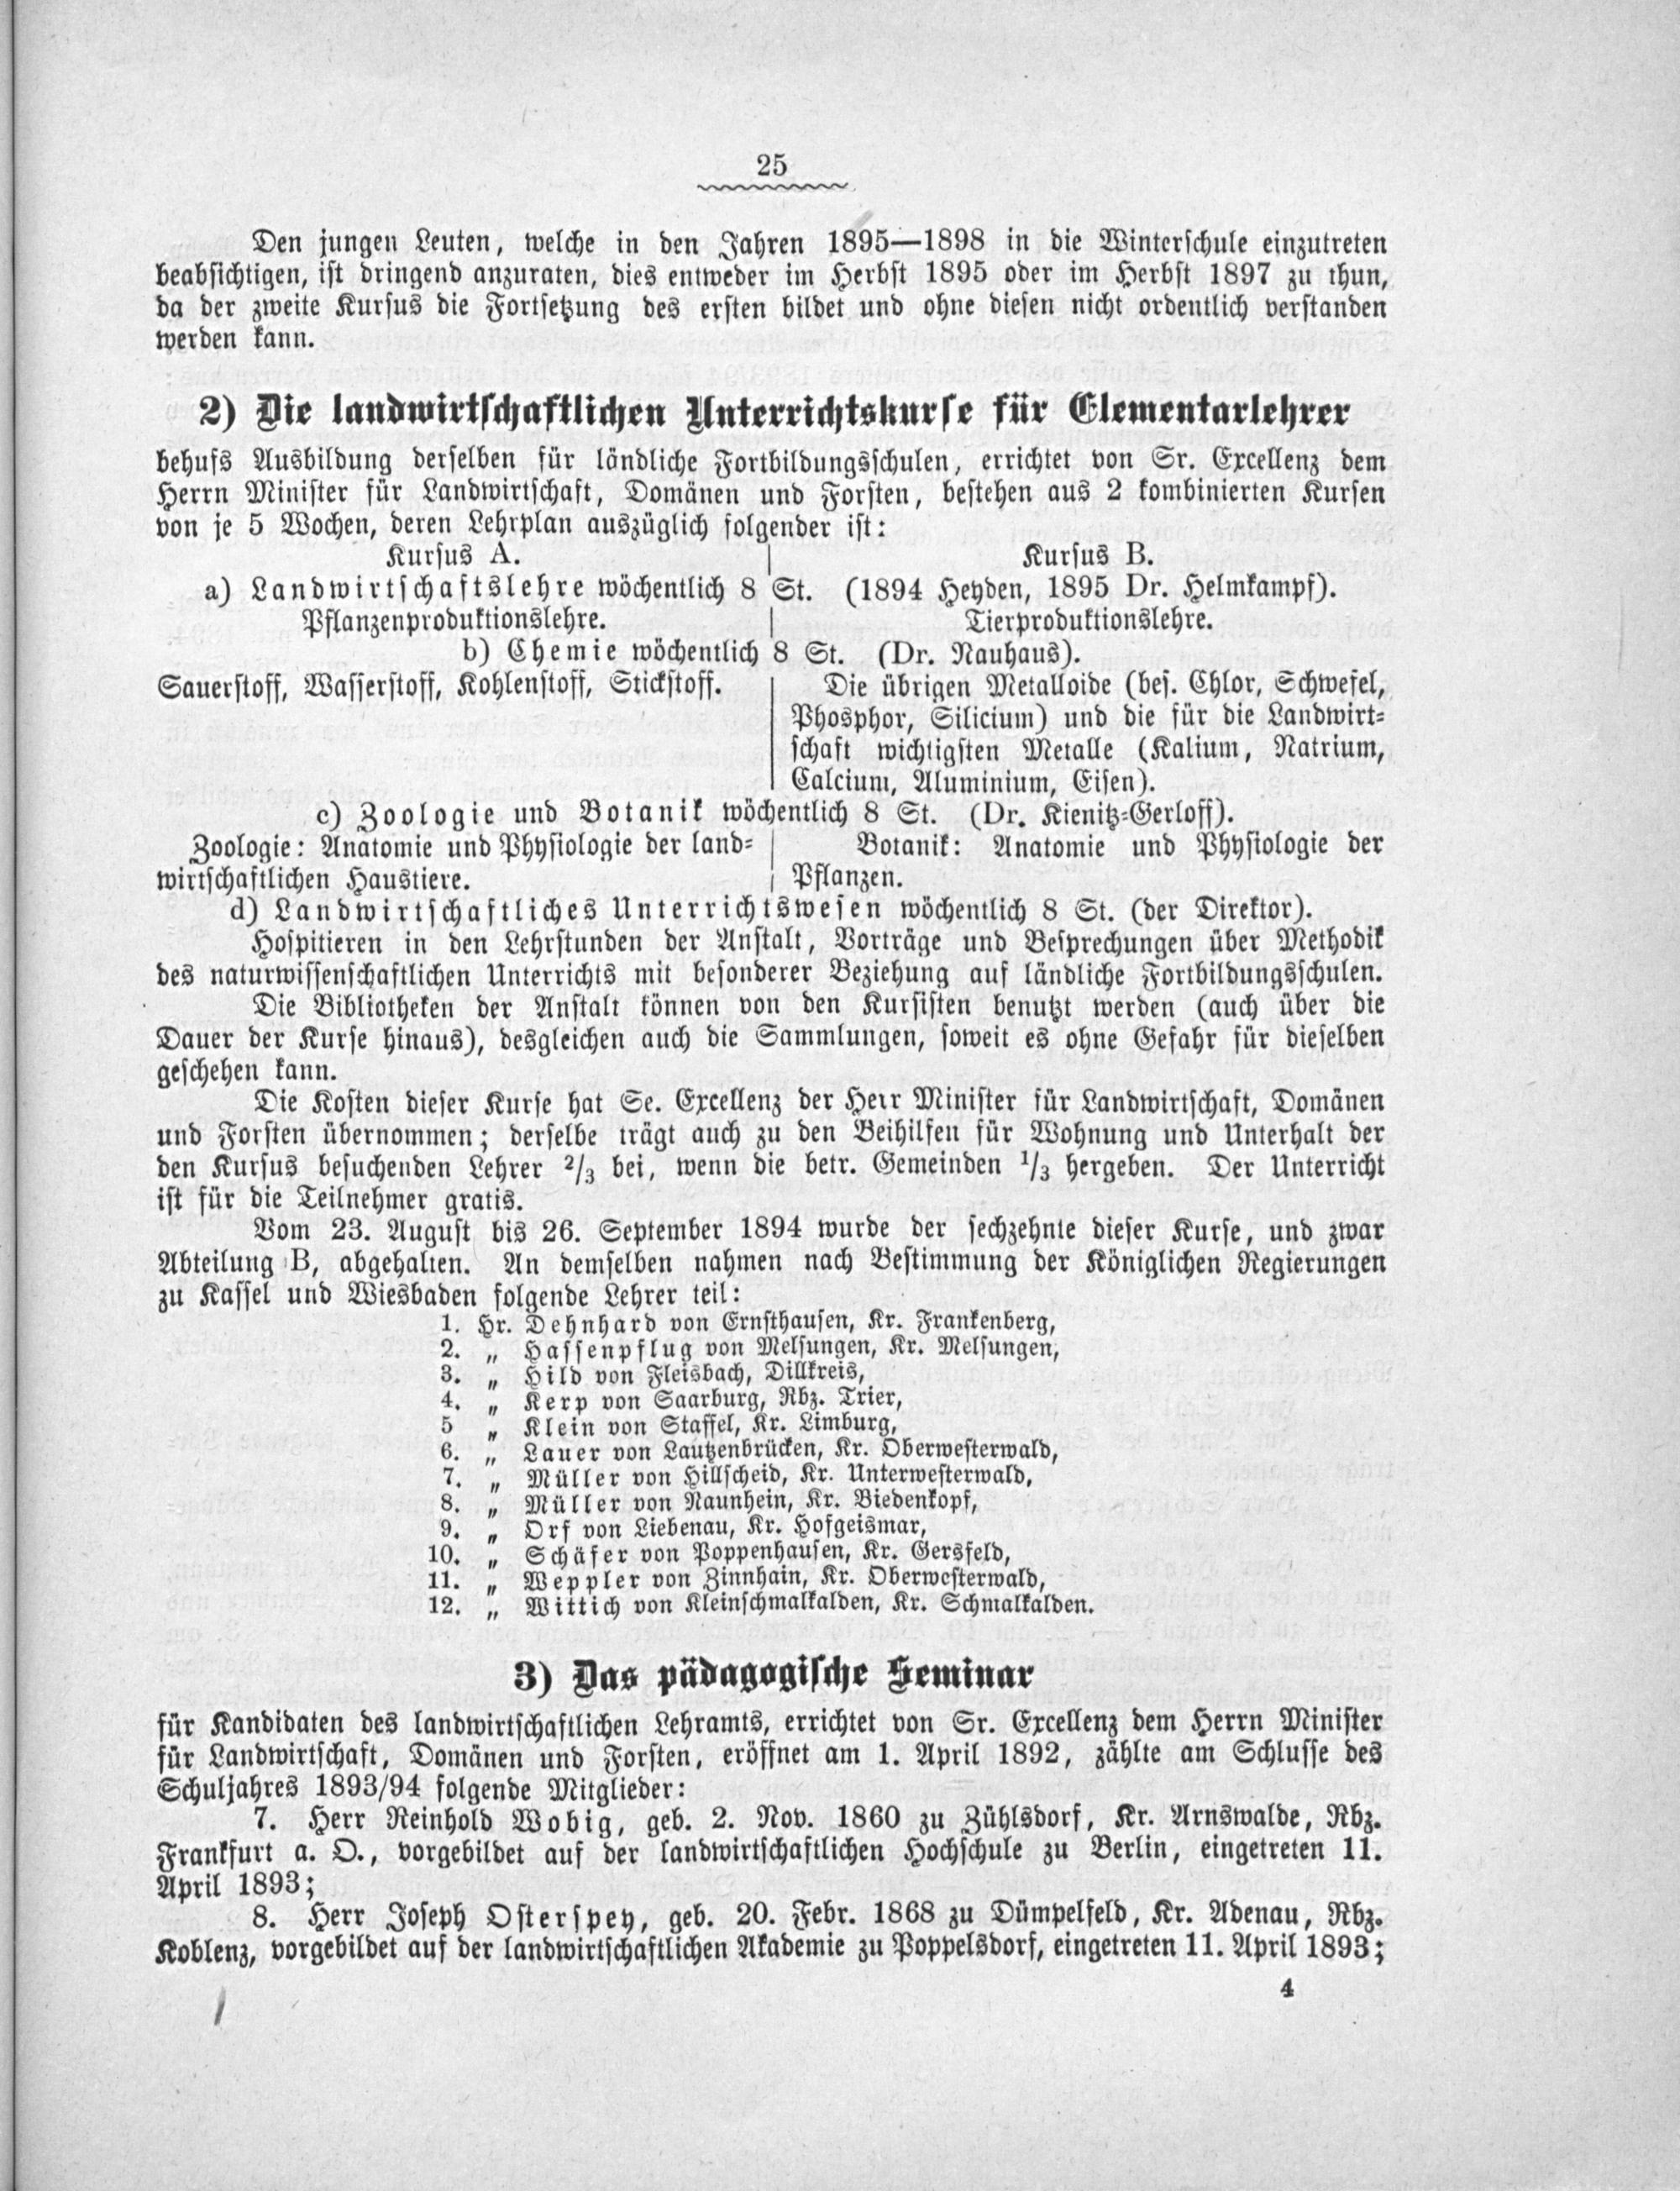 25
Den jungen Leuten, welche in den Jahren 1895—1898 in die Winterschule einzutreten
beabsichtigen, ist dringend anzuraten, dies entweder im Herbst 1895 oder im Herbst 1897 zu thun,
da der zweite Kursus die Fortsetzung des ersten bildet und ohne diesen nicht ordentlich verstanden
werden kann.
2) Die landwirtschaftlichen Unterrichtskurse für Elementarlehrer
behufs Ausbildung derselben für ländliche Fortbildungsschulen, errichtet von Sr. Excellenz dem
Herrn Minister für Landwirtschaft, Domänen und Forsten, bestehen aus 2 kombinierten Kursen
von je 5 Wochen, deren Lehrplan auszüglich folgender ist:
Kursus A. Kursus B.
a) Landwirtschaftslehre wöchentlich 8 St. (1894 Heyden, 1895 Dr. Helmkampf).
Pflanzenproduktionslehre. Tierproduktionslehre.
b) Chemie wöchentlich 8 St. (Dr. Nauhaus).
Sauerstoff, Wasserstoff, Kohlenstoff, Stickstoff.
Die übrigen Metalloide (bes. Chlor, Schwefel,
Phosphor, Silicium) und die für die Landwirt-
schaft wichtigsten Metalle (Kalium, Natrium,
Calcium, Aluminium, Eisen).
c) Zoologie und Botanik wöchentlich 8 St. (Dr. Kienitz-Gerloff).
Zoologie: Anatomie und Physiologie der land-
wirtschaftlichen Haustiere.
Botanik: Anatomie und Physiologie der
Pflanzen.
d) Landwirtschaftliches Unterrichtswesen wöchentlich 8 St. (der Direktor).
Hospitieren in den Lehrstunden der Anstalt, Vorträge und Besprechungen über Methodik
des naturwissenschaftlichen Unterrichts mit besonderer Beziehung auf ländliche Fortbildungsschulen.
Die Bibliotheken der Anstalt können von den Kursisten benutzt werden (auch über die
Dauer der Kurse hinaus), desgleichen auch die Sammlungen, soweit es ohne Gefahr für dieselben
geschehen kann.
Die Kosten dieser Kurse hat Se. Excellenz der Herr Minister für Landwirtschaft, Domänen
und Forsten übernommen; derselbe trägt auch zu den Beihilfen für Wohnung und Unterhalt der
den Kursus besuchenden Lehrer 2/3 bei, wenn die betr. Gemeinden 1/3 hergeben. Der Unterricht
ist für die Teilnehmer gratis.
Vom 23. August bis 26. September 1894 wurde der sechzehnte dieser Kurse, und zwar
Abteilung B, abgehalten. An demselben nahmen nach Bestimmung der Königlichen Regierungen
zu Kassel und Wiesbaden folgende Lehrer teil:
1. Hr. Dehnhard von Ernsthausen, Kr. Frankenberg,
2. „ Hassenpflug von Melsungen, Kr. Melsungen,
3. „ Hild von Fleisbach, Dillkreis,
4. „ Kerp von Saarburg, Rbz. Trier,
5 „ Klein von Staffel, Kr. Limburg,
6. „ Lauer von Lautzenbrücken, Kr. Oberwesterwald,
7. „ Müller von Hillscheid, Kr. Unterwesterwald,
8. „ Müller von Naunhein, Kr. Biedenkopf,
9. „ Orf von Liebenau, Kr. Hofgeismar,
10. „ Schäfer von Poppenhausen, Kr. Gersfeld,
11. „ Weppler von Zinnhain, Kr. Oberwesterwald,
12. „ Wittich von Kleinschmalkalden, Kr. Schmalkalden.
3) Das pädagogische Seminar
für Kandidaten des landwirtschaftlichen Lehramts, errichtet von Sr. Excellenz dem Herrn Minister
für Landwirtschaft, Domänen und Forsten, eröffnet am 1. April 1892, zählte am Schlusse des
Schuljahres 1893/94 folgende Mitglieder:
7. Herr Reinhold Wobig, geb. 2. Nov. 1860 zu Zühlsdorf, Kr. Arnswalde, Rbz.
Frankfurt a. O., vorgebildet auf der landwirtschaftlichen Hochschule zu Berlin, eingetreten 11.
April 1893;
8. Herr Joseph Osterspey, geb. 20. Febr. 1868 zu Dümpelfeld, Kr. Adenau, Rbz.
Koblenz, vorgebildet auf der landwirtschaftlichen Akademie zu Poppelsdorf, eingetreten 11. April 1893;
4